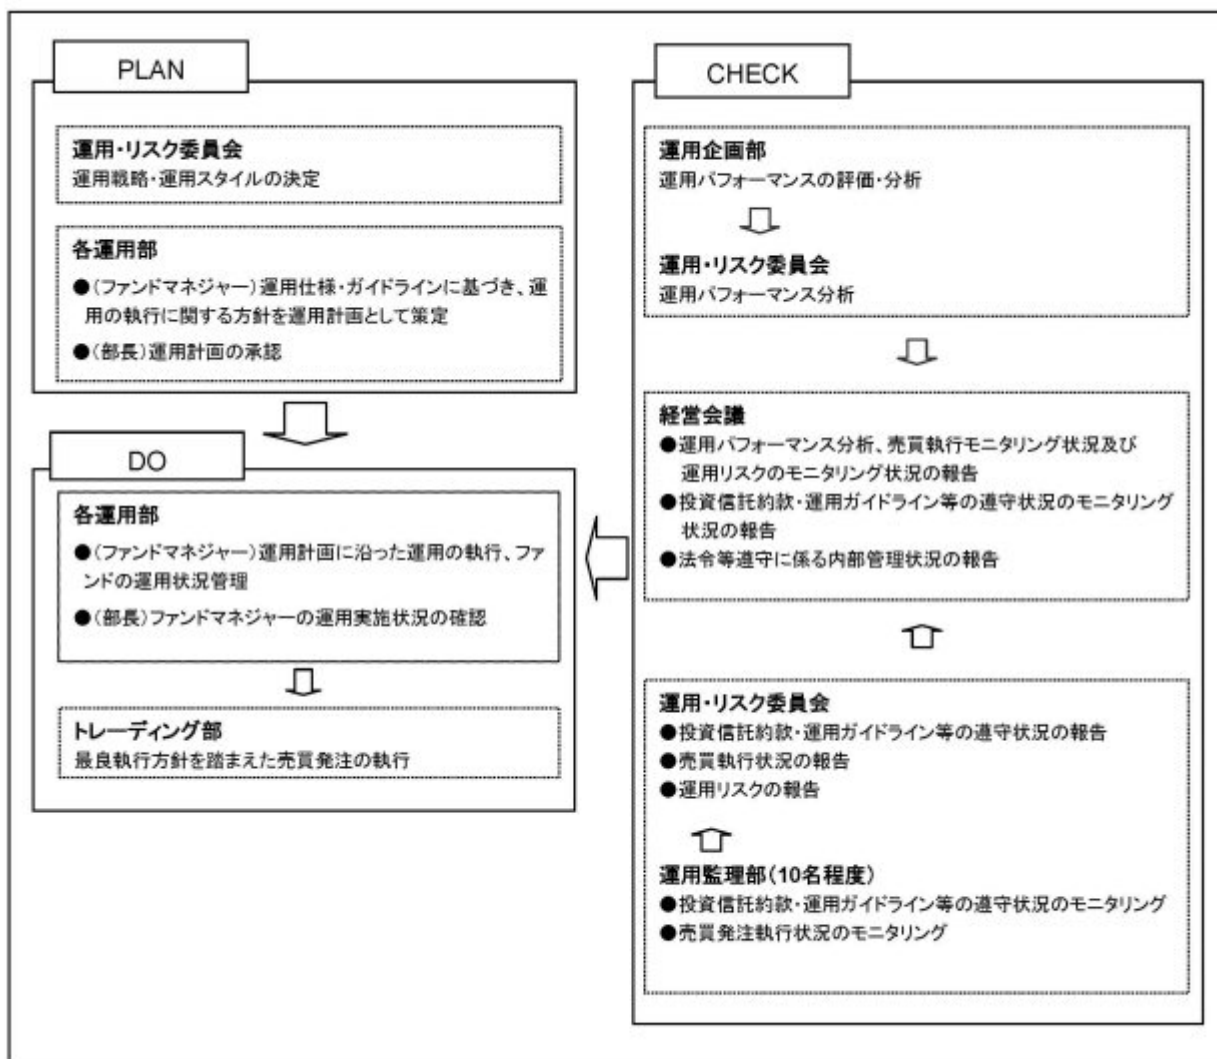 PLAN
運用・リスク委員会
運用戦略・運用スタイルの決定
各運用部
●(ファンドマネジャー)運用仕様・ガイドラインに基づき、運
用の執行に関する方針を運用計画として策定
●(部長)運用計画の承認
DO
各運用部
●(ファンドマネジャー)運用計画に沿った運用の執行、ファ
ンドの運用状況管理
●(部長)ファンドマネジャーの運用実施状況の確認
トレーディング部
最良執行方針を踏まえた売買発注の執行
CHECK
運用企画部
運用パフォーマンスの評価・分析
運用・リスク委員会
運用パフォーマンス分析
経営会議
●運用パフォーマンス分析、売買執行モニタリング状況及び
運用リスクのモニタリング状況の報告
●投資信託約款・運用ガイドライン等の遵守状況のモニタリング
状況の報告
●法令等遵守に係る内部管理状況の報告
運用・リスク委員会
●投資信託約款・運用ガイドライン等の遵守状況の報告
●売買執行状況の報告
●運用リスクの報告
運用監理部(10名程度)
●投資信託約款・運用ガイドライン等の遵守状況のモニタリング
●売買発注執行状況のモニタリング